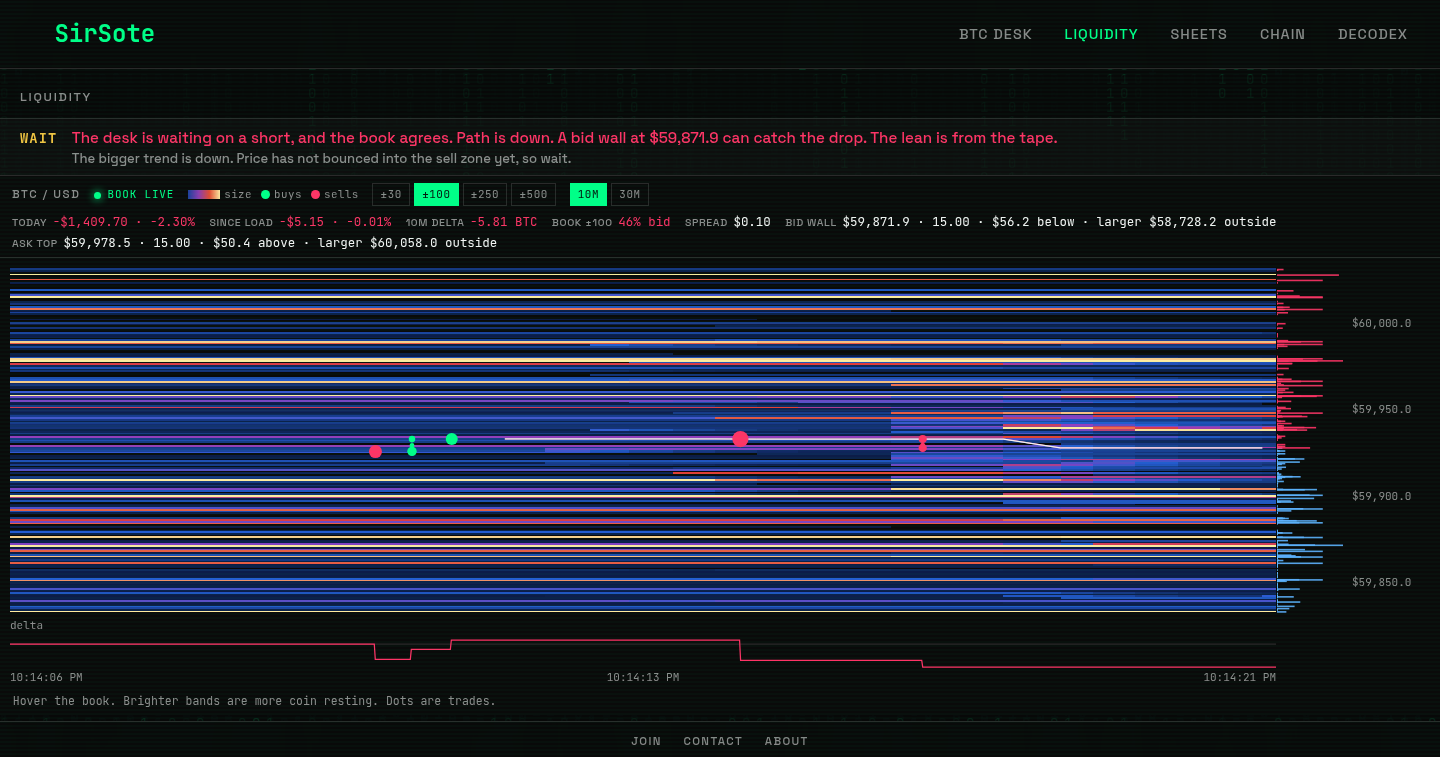 SirSote
BTC DESK LIQUIDITY SHEETS CHAIN DECODEX
LIQUIDITY
WAIT The desk is waiting on a short, and the book agrees. Path is down. A bid wall at $59,871.9 can catch the drop. The lean is from the tape.
The bigger trend is down. Price has not bounced into the sell zone yet, so wait.
BTC / USD BOOK LIVE size buys sells ±30 ±100 ±250 ±500 10M 30M
TODAY -$1,409.70 · -2.30% SINCE LOAD -$5.15 · -0.01% 10M DELTA -5.81 BTC BOOK ±100 46% bid SPREAD $0.10 BID WALL $59,871.9 · 15.00 · $56.2 below · larger $58,728.2 outside
ASK TOP $59,978.5 · 15.00 · $50.4 above · larger $60,058.0 outside
$60,000.0
$59,950.0
$59,900.0
$59,850.0
delta
10:14:06 PM 10:14:13 PM 10:14:21 PM
Hover the book. Brighter bands are more coin resting. Dots are trades.
JOIN CONTACT ABOUT